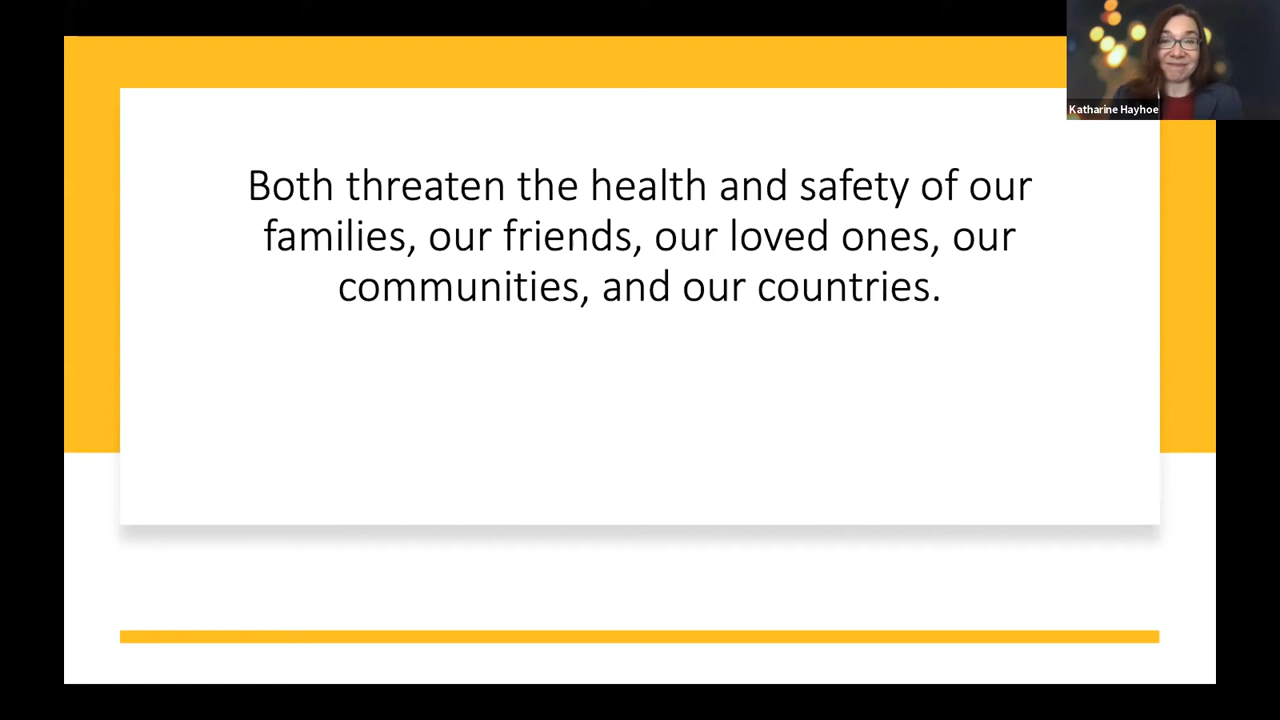 Katharine Hayhoe
Both threaten the health and safety of our
families, our friends, our loved ones, our
communities, and our countries.